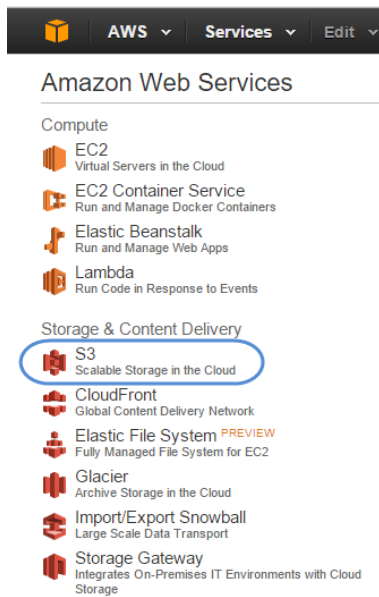 AWS Services Edit
Amazon Web Services
Compute
EC2
Virtual Servers in the Cloud
EC2 Container Service
Run and Manage Docker Containers
Elastic Beanstalk
Run and Manage Web Apps
Lambda
Run Code in Response to Events
Storage & Content Delivery
S3
Scalable Storage in the Cloud
CloudFront
Global Content Delivery Network
Elastic File System PREVIEW
Fully Managed File System for EC2
Glacier
Archive Storage in the Cloud
Import/Export Snowball
Large Scale Data Transport
Storage Gateway
Integrates On-Premises IT Environments with Cloud
Storage